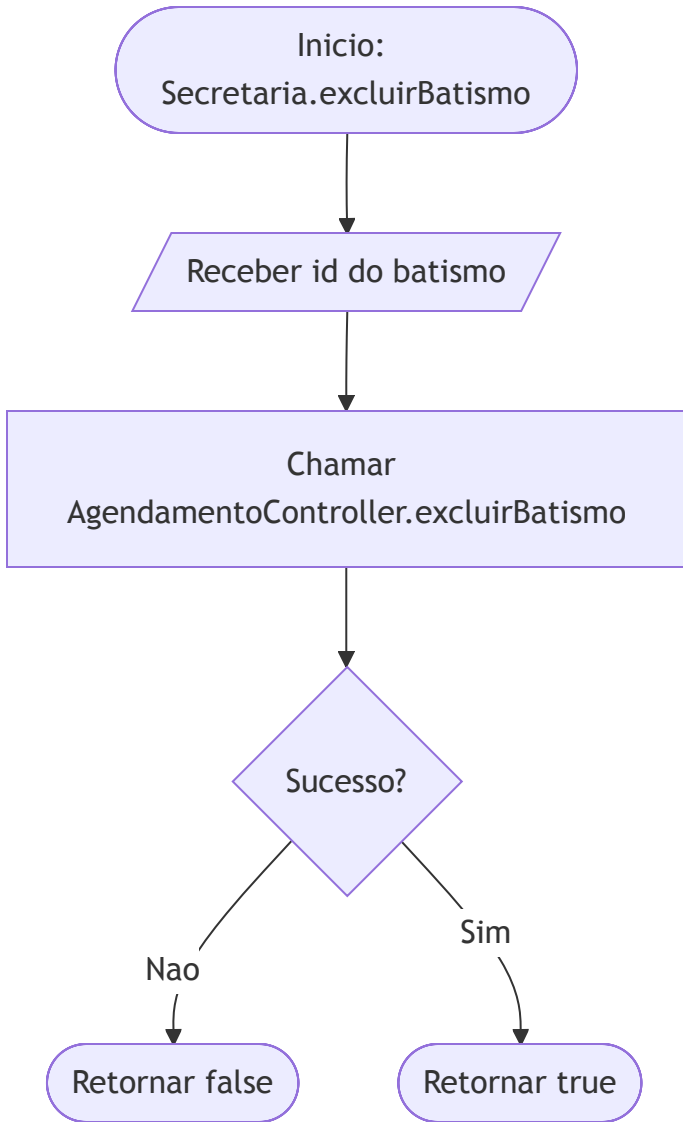 Inicio:
Secretaria.excluirBatismo
Receber id do batismo
Chamar
AgendamentoController.excluirBatismo
Sucesso?
Sim
Nao
Retornar false
Retornar true